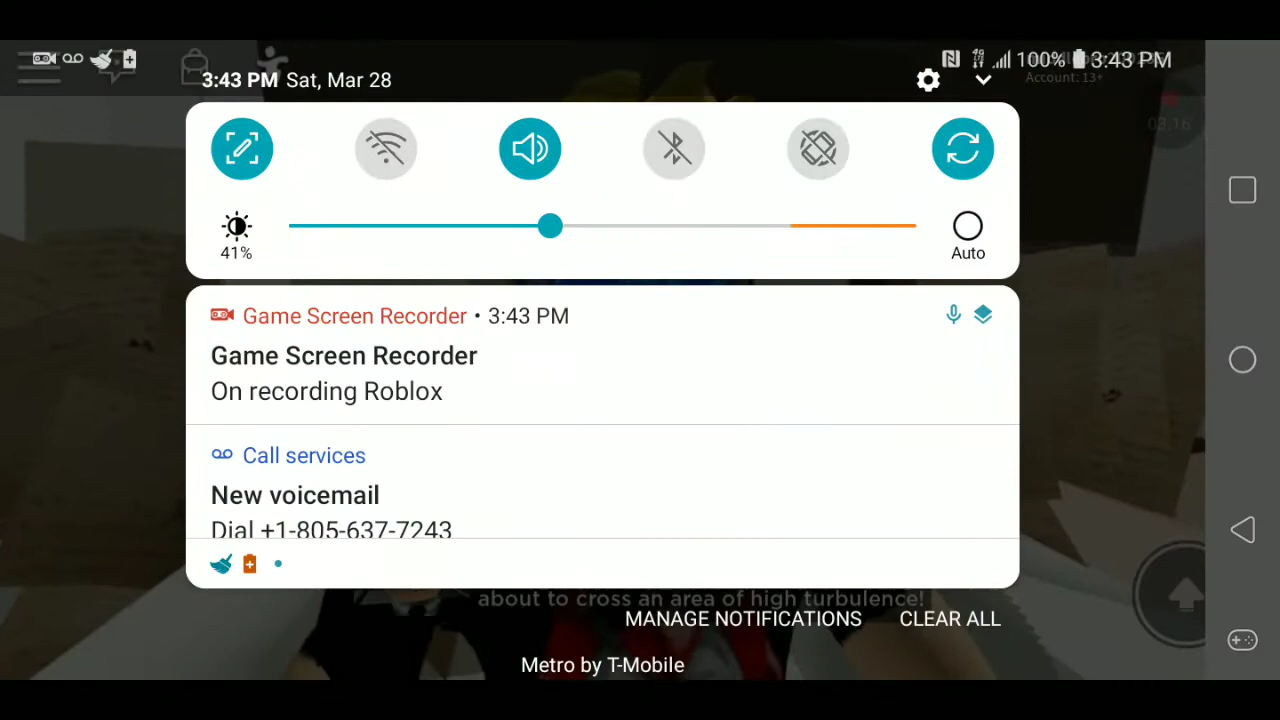 100% 3:43 PM
3:43 PM Sat, Mar 28
Account: 13+
03:16
41%
Auto
Game Screen Recorder • 3:43 PM
Game Screen Recorder
On recording Roblox
Call services
New voicemail
Dial +1-805-637-7243
about to cross an area of high turbulence!
MANAGE NOTIFICATIONS CLEAR ALL
Metro by T-Mobile